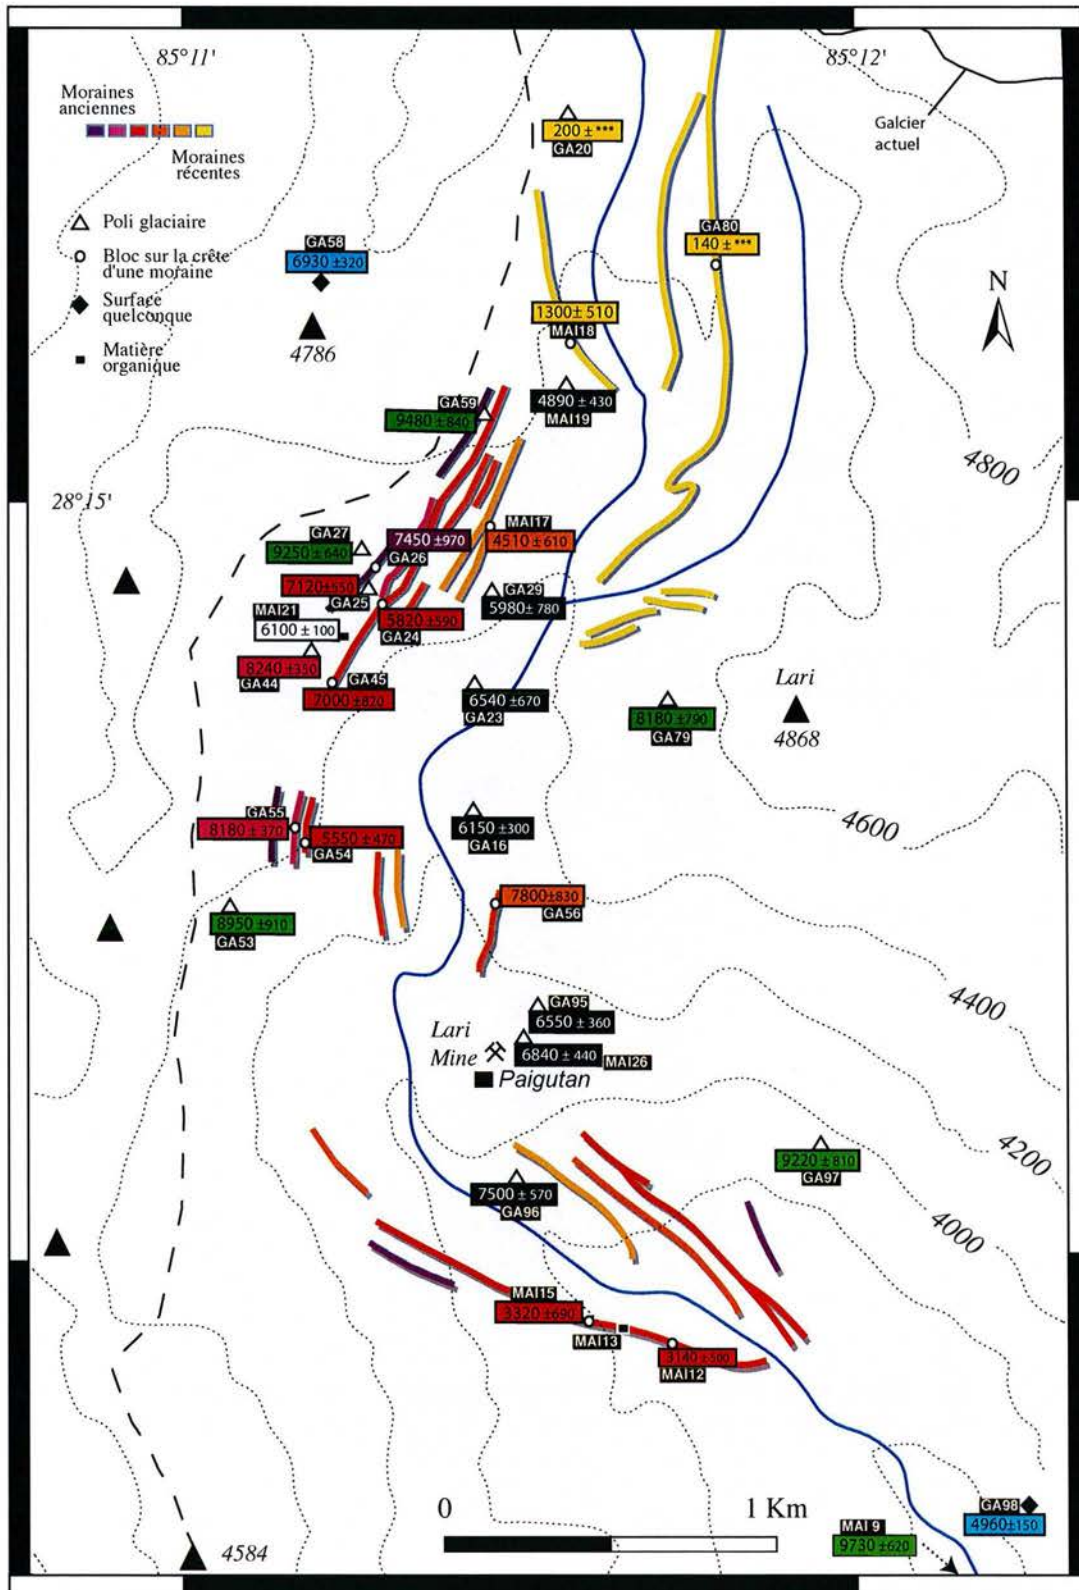 85°11'
85°12'
Moraines
anciennes
Moraines
récentes
Poli glaciaire
Bloc sur la crête
d'une moraine
Surface
quelconque
Matière
organique
Galcier
actuel
N
200 ± ***
GA20
GA80
140 ± ***
GA58
6930 ±320
4786
1300± 510
MAI18
4890 ± 430
MAI19
GA59
9480 ±840
4800
28°15'
GA27
9250 ± 640
7450 ±970
GA26
MAI17
4510 ± 610
7120±550
GA25
GA29
5980± 780
MAI21
6100 ± 100
5820 ±590
GA24
8240 ±350
GA44
GA45
7000 ±820
6540 ±670
GA23
8180 ±790
GA79
Lari
4868
GA55
8180 ± 370
5550 ± 470
GA54
6150 ±300
GA16
4600
7800±830
GA56
8950 ±910
GA53
4400
GA95
6550 ± 360
Lari
Mine
6840 ± 440
MAI26
Paigutan
9220 ± 810
GA97
4200
7500 ± 570
GA96
4000
MAI15
3320 ±690
MAI13
3140 ±500
MAI12
0
1 Km
GA98
4960±150
MAI 9
9730 ±620
4584